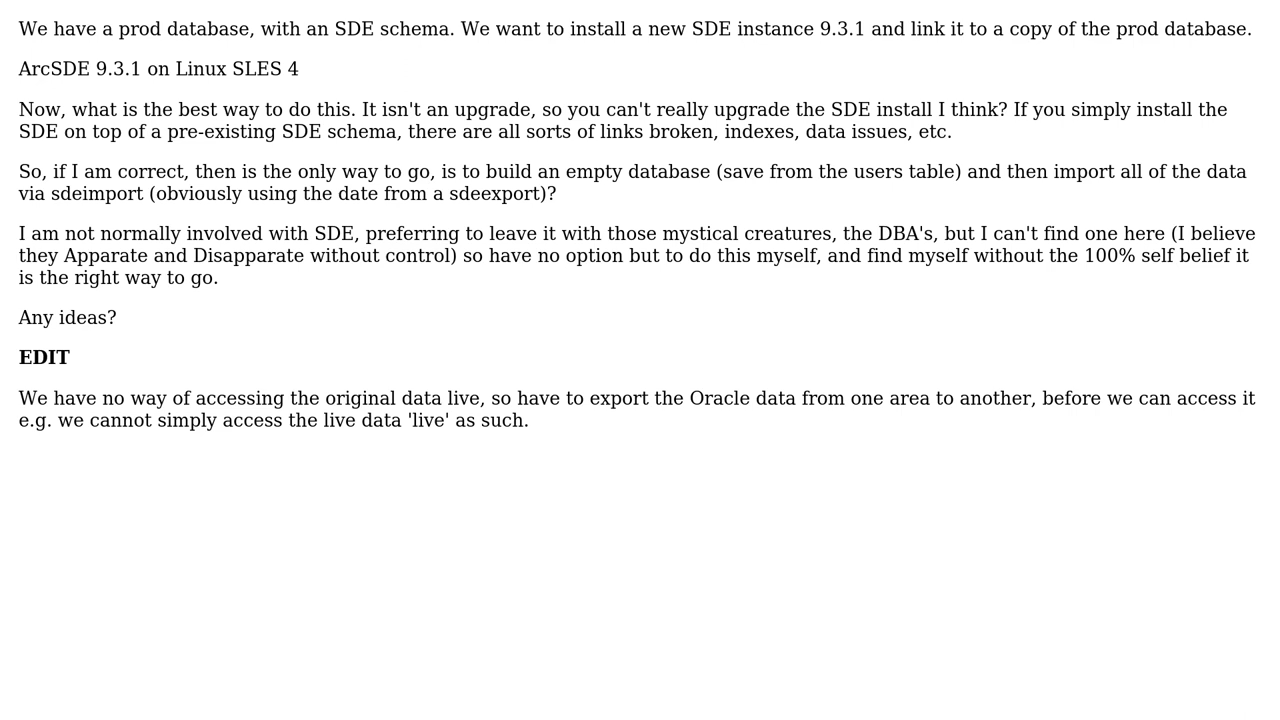 We have a prod database, with an SDE schema. We want to install a new SDE instance 9.3.1 and link it to a copy of the prod database.
ArcSDE 9.3.1 on Linux SLES 4
Now, what is the best way to do this. It isn't an upgrade, so you can't really upgrade the SDE install I think? If you simply install the
SDE on top of a pre-existing SDE schema, there are all sorts of links broken, indexes, data issues, etc.
So, if I am correct, then is the only way to go, is to build an empty database (save from the users table) and then import all of the data
via sdeimport (obviously using the date from a sdeexport)?
I am not normally involved with SDE, preferring to leave it with those mystical creatures, the DBA's, but I can't find one here (I believe
they Apparate and Disapparate without control) so have no option but to do this myself, and find myself without the 100% self belief it
is the right way to go.
Any ideas?
EDIT
We have no way of accessing the original data live, so have to export the Oracle data from one area to another, before we can access it
e.g. we cannot simply access the live data 'live' as such.